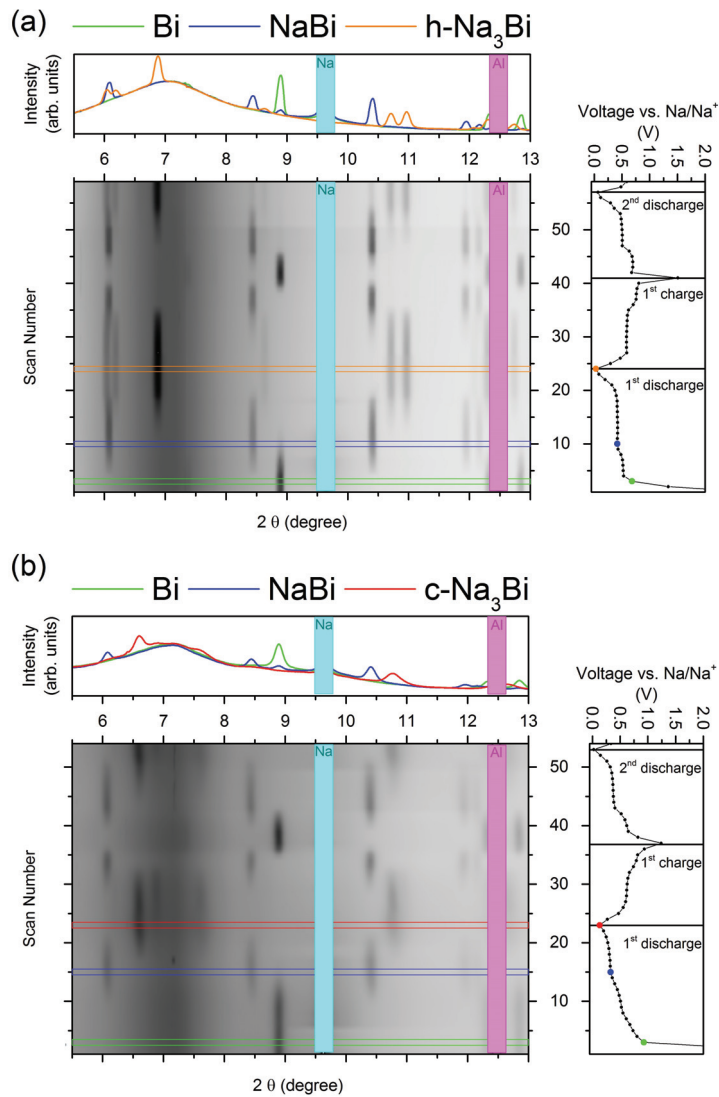 (a)
Bi NaBi h-Na₃Bi
Intensity
(arb. units)
Na
Al
6 7 8 9 10 11 12 13
Scan Number
Na
Al
50
40
30
20
10
2 θ (degree)
Voltage vs. Na/Na⁺
(V)
0.0 0.5 1.0 1.5 2.0
2ⁿᵈ discharge
1ˢᵗ charge
1ˢᵗ discharge
(b)
Bi NaBi c-Na₃Bi
Intensity
(arb. units)
Na
Al
6 7 8 9 10 11 12 13
Scan Number
Na
Al
50
40
30
20
10
2 θ (degree)
Voltage vs. Na/Na⁺
(V)
0.0 0.5 1.0 1.5 2.0
2ⁿᵈ discharge
1ˢᵗ charge
1ˢᵗ discharge